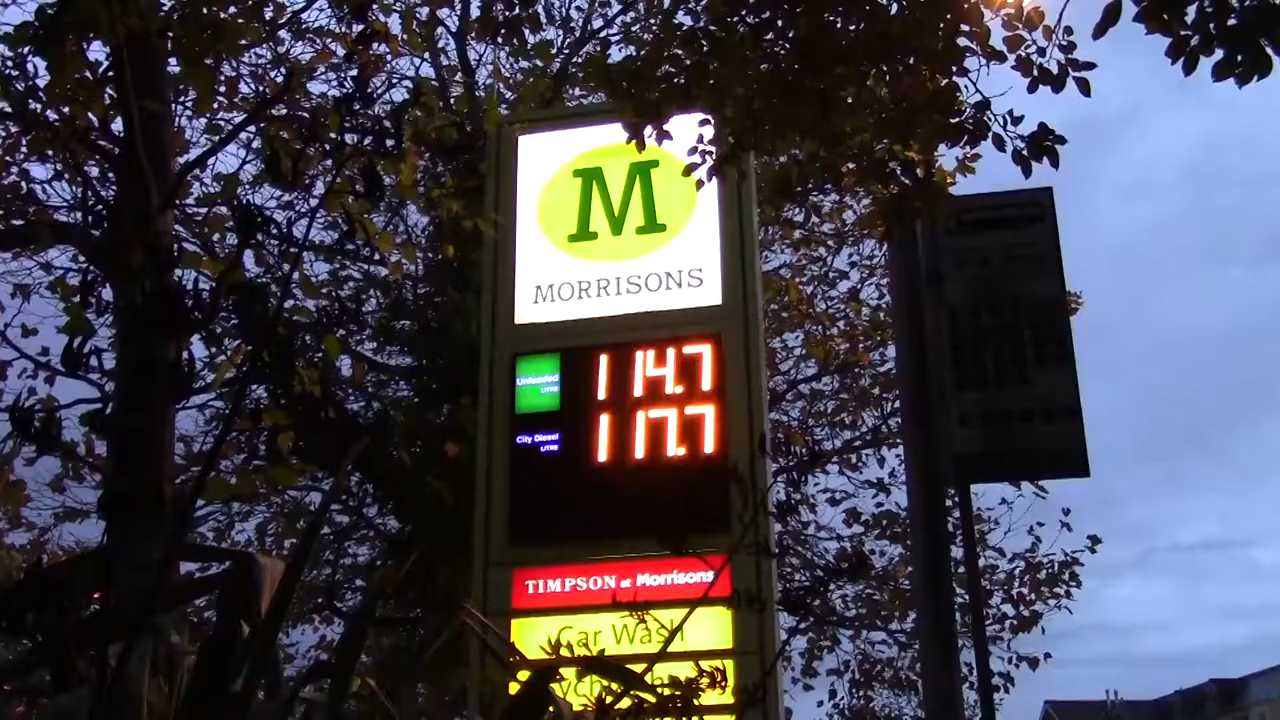 M
MORRISONS
Unleaded 114.7
LITRE
City Diesel 117.7
LITRE
TIMPSON at Morrisons
Car Wash